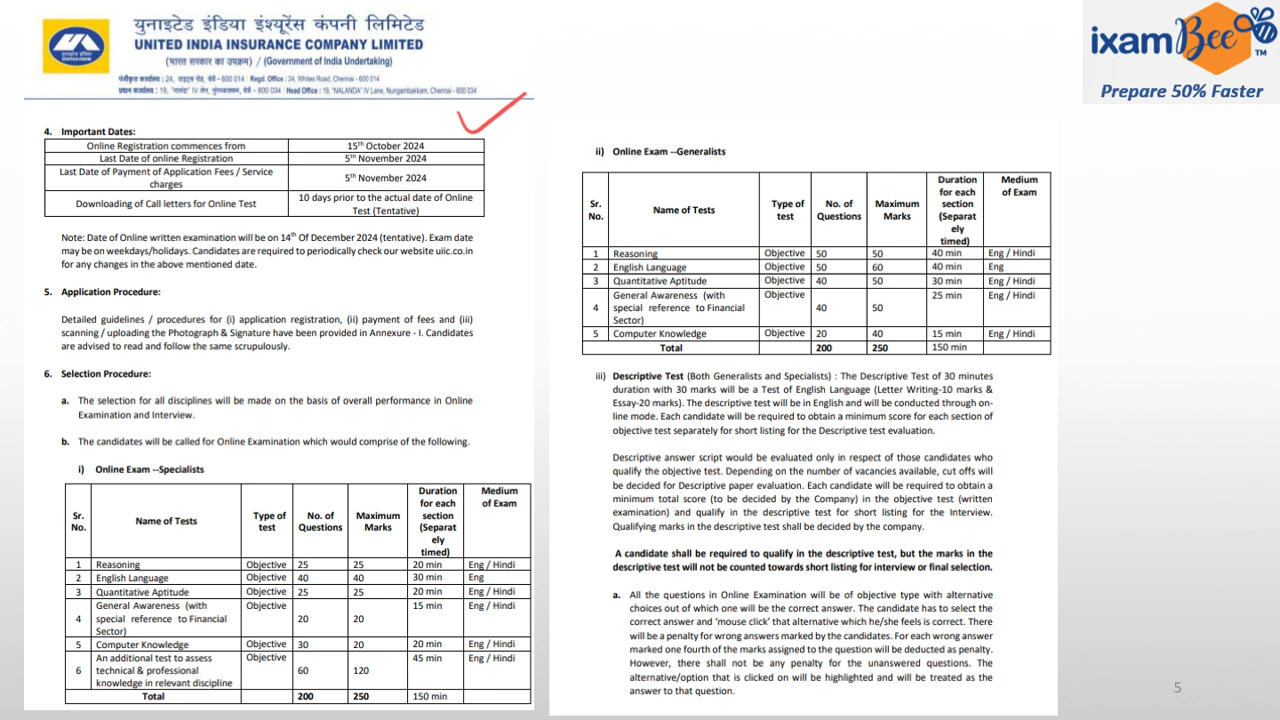 युनाइटेड इंडिया इंश्यूरेंस कंपनी लिमिटेड
UNITED INDIA INSURANCE COMPANY LIMITED
(भारत सरकार का उपक्रम) / (Government of India Undertaking)
पंजीकृत कार्यालय : 24, वाइट्स रोड, चेन्नै – 600 014 | Regd. Office : 24, Whites Road, Chennai - 600 014
प्रधान कार्यालय : 19, "नालंदा" IV लेन, नुंगमबाक्कम, चेन्नै – 600 034 | Head Office : 19, "NALANDA" IV Lane, Nungambakkam, Chennai - 600 034
ixamBee
TM
Prepare 50% Faster
4. Important Dates:
Online Registration commences from 15th October 2024
Last Date of online Registration 5th November 2024
Last Date of Payment of Application Fees / Service
charges 5th November 2024
Downloading of Call letters for Online Test 10 days prior to the actual date of Online
Test (Tentative)
Note: Date of Online written examination will be on 14th Of December 2024 (tentative). Exam date
may be on weekdays/holidays. Candidates are required to periodically check our website uiic.co.in
for any changes in the above mentioned date.
5. Application Procedure:
Detailed guidelines / procedures for (i) application registration, (ii) payment of fees and (iii)
scanning / uploading the Photograph & Signature have been provided in Annexure - I. Candidates
are advised to read and follow the same scrupulously.
6. Selection Procedure:
a. The selection for all disciplines will be made on the basis of overall performance in Online
Examination and Interview.
b. The candidates will be called for Online Examination which would comprise of the following.
i) Online Exam --Specialists
Sr. No. Name of Tests Type of test No. of Questions Maximum Marks Duration for each section (Separat ely timed) Medium of Exam
1 Reasoning Objective 25 25 20 min Eng / Hindi
2 English Language Objective 40 40 30 min Eng
3 Quantitative Aptitude Objective 25 25 20 min Eng / Hindi
4 General Awareness (with
special reference to Financial
Sector) Objective 20 20 15 min Eng / Hindi
5 Computer Knowledge Objective 30 20 20 min Eng / Hindi
6 An additional test to assess
technical & professional
knowledge in relevant discipline Objective 60 120 45 min Eng / Hindi
Total 200 250 150 min
ii) Online Exam --Generalists
Sr. No. Name of Tests Type of test No. of Questions Maximum Marks Duration for each section (Separat ely timed) Medium of Exam
1 Reasoning Objective 50 50 40 min Eng / Hindi
2 English Language Objective 50 60 40 min Eng
3 Quantitative Aptitude Objective 40 50 30 min Eng / Hindi
4 General Awareness (with
special reference to Financial
Sector) Objective 40 50 25 min Eng / Hindi
5 Computer Knowledge Objective 20 40 15 min Eng / Hindi
Total 200 250 150 min
iii) Descriptive Test (Both Generalists and Specialists) : The Descriptive Test of 30 minutes
duration with 30 marks will be a Test of English Language (Letter Writing-10 marks &
Essay-20 marks). The descriptive test will be in English and will be conducted through on-
line mode. Each candidate will be required to obtain a minimum score for each section of
objective test separately for short listing for the Descriptive test evaluation.
Descriptive answer script would be evaluated only in respect of those candidates who
qualify the objective test. Depending on the number of vacancies available, cut offs will
be decided for Descriptive paper evaluation. Each candidate will be required to obtain a
minimum total score (to be decided by the Company) in the objective test (written
examination) and qualify in the descriptive test for short listing for the Interview.
Qualifying marks in the descriptive test shall be decided by the company.
A candidate shall be required to qualify in the descriptive test, but the marks in the
descriptive test will not be counted towards short listing for interview or final selection.
a. All the questions in Online Examination will be of objective type with alternative
choices out of which one will be the correct answer. The candidate has to select the
correct answer and 'mouse click' that alternative which he/she feels is correct. There
will be a penalty for wrong answers marked by the candidates. For each wrong answer
marked one fourth of the marks assigned to the question will be deducted as penalty.
However, there shall not be any penalty for the unanswered questions. The
alternative/option that is clicked on will be highlighted and will be treated as the
answer to that question.
5